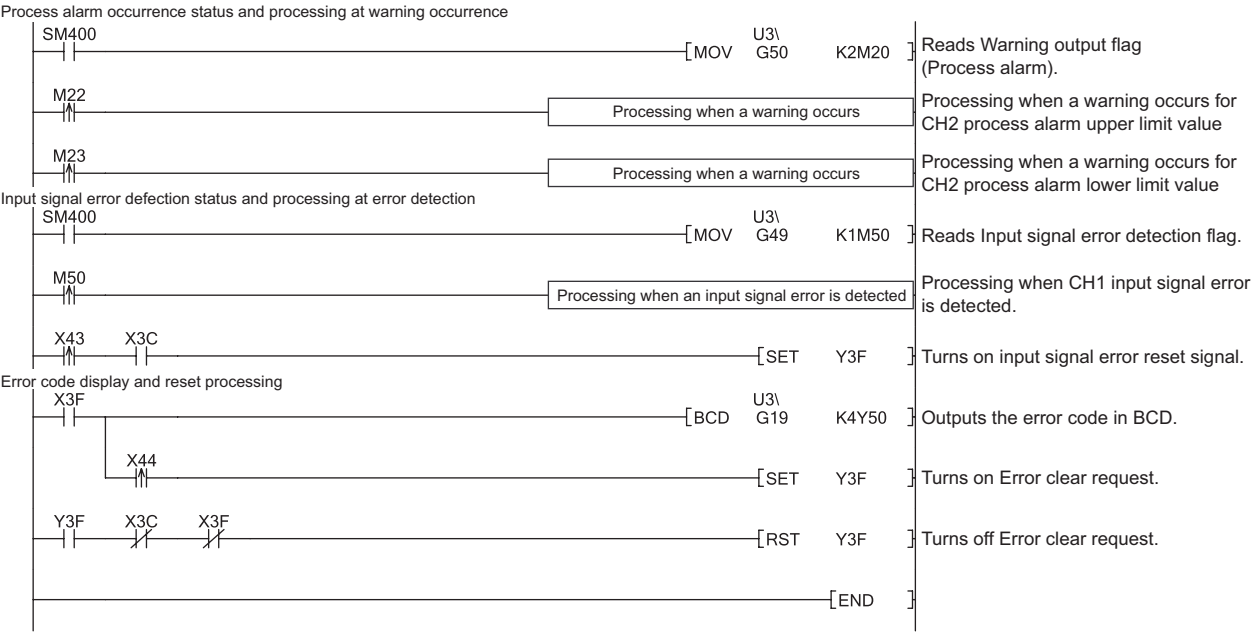 Process alarm occurrence status and processing at warning occurrence
SM400
U3\
MOV G50 K2M20
Reads Warning output flag
(Process alarm).
M22
Processing when a warning occurs
Processing when a warning occurs for
CH2 process alarm upper limit value
M23
Processing when a warning occurs
Processing when a warning occurs for
CH2 process alarm lower limit value
Input signal error defection status and processing at error detection
SM400
U3\
MOV G49 K1M50
Reads Input signal error detection flag.
M50
Processing when an input signal error is detected
Processing when CH1 input signal error
is detected.
X43 X3C
SET Y3F
Turns on input signal error reset signal.
Error code display and reset processing
X3F
U3\
BCD G19 K4Y50
Outputs the error code in BCD.
X44
SET Y3F
Turns on Error clear request.
Y3F X3C X3F
RST Y3F
Turns off Error clear request.
END